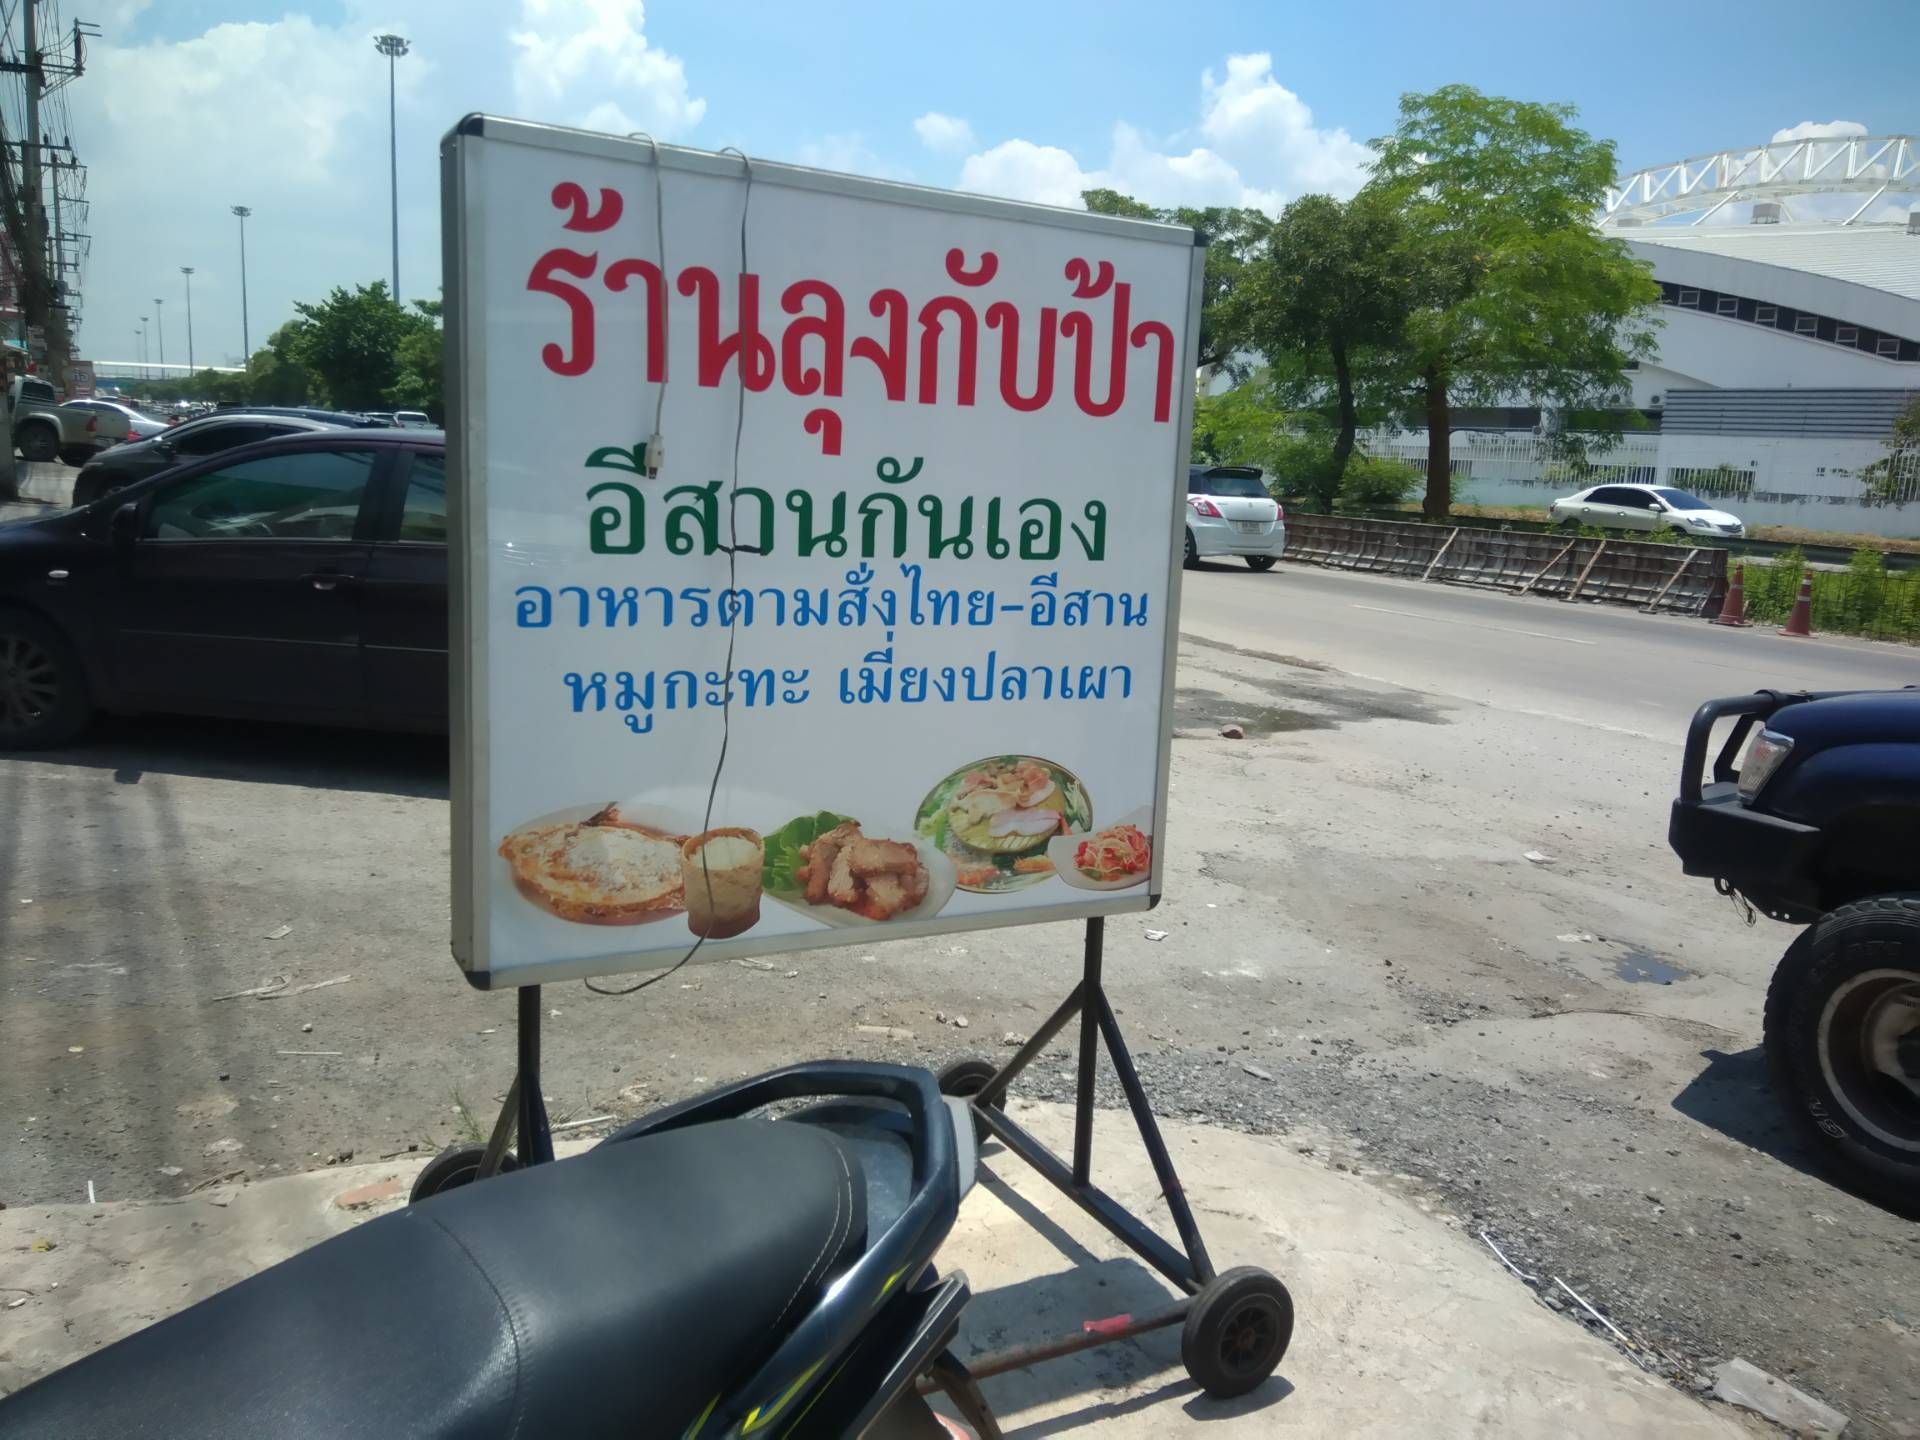 ร้านลุงกับป้า
อีสานกันเอง
อาหารตามสั่งไทย-อีสาน
หมูกะทะ เมี่ยงปลาเผา